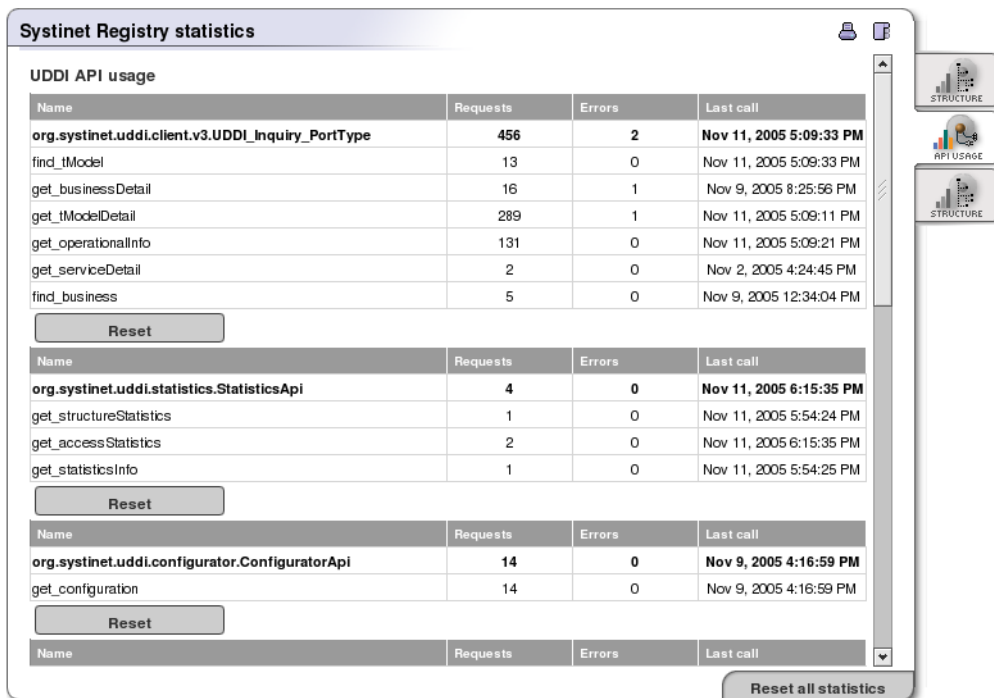 Systinet Registry statistics
UDDI API usage
Name Requests Errors Last call
org.systinet.uddi.client.v3.UDDI_Inquiry_PortType 456 2 Nov 11, 2005 5:09:33 PM
find_tModel 13 0 Nov 11, 2005 5:09:33 PM
get_businessDetail 16 1 Nov 9, 2005 8:25:56 PM
get_tModelDetail 289 1 Nov 11, 2005 5:09:11 PM
get_operationalInfo 131 0 Nov 11, 2005 5:09:21 PM
get_serviceDetail 2 0 Nov 2, 2005 4:24:45 PM
find_business 5 0 Nov 9, 2005 12:34:04 PM
Reset
Name Requests Errors Last call
org.systinet.uddi.statistics.StatisticsApi 4 0 Nov 11, 2005 6:15:35 PM
get_structureStatistics 1 0 Nov 11, 2005 5:54:24 PM
get_accessStatistics 2 0 Nov 11, 2005 6:15:35 PM
get_statisticsInfo 1 0 Nov 11, 2005 5:54:25 PM
Reset
Name Requests Errors Last call
org.systinet.uddi.configurator.ConfiguratorApi 14 0 Nov 9, 2005 4:16:59 PM
get_configuration 14 0 Nov 9, 2005 4:16:59 PM
Reset
Name Requests Errors Last call
Reset all statistics
STRUCTURE
API USAGE
STRUCTURE